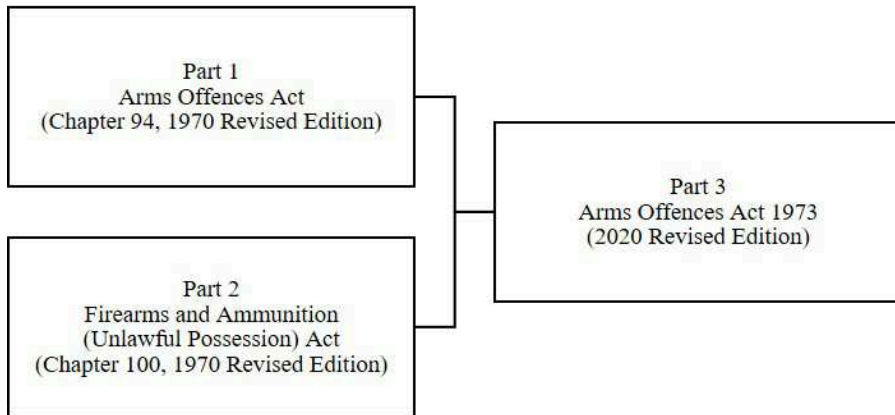 Part 1
Arms Offences Act
(Chapter 94, 1970 Revised Edition)
Part 2
Firearms and Ammunition
(Unlawful Possession) Act
(Chapter 100, 1970 Revised Edition)
Part 3
Arms Offences Act 1973
(2020 Revised Edition)